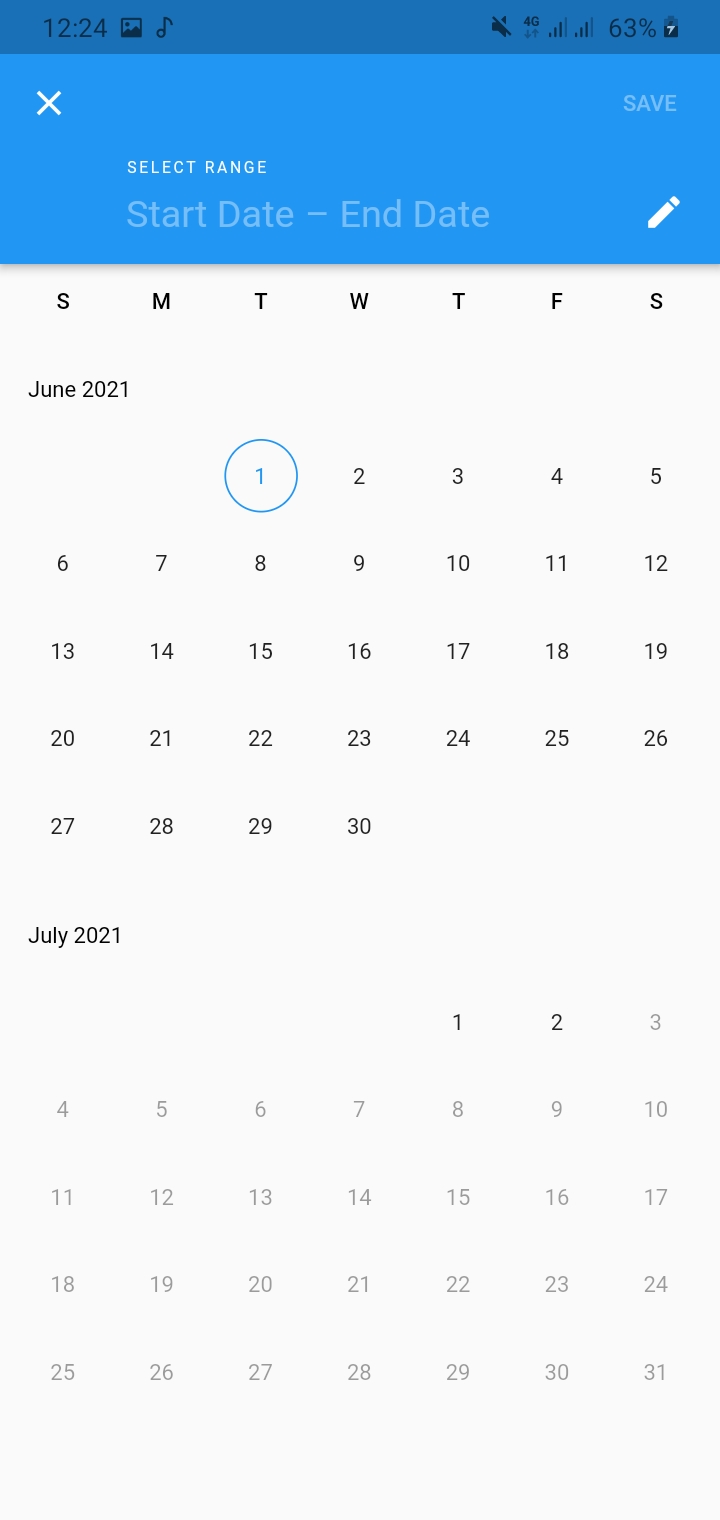 12:24 4G 63%
SAVE
SELECT RANGE
Start Date – End Date
S M T W T F S
June 2021
1 2 3 4 5
6 7 8 9 10 11 12
13 14 15 16 17 18 19
20 21 22 23 24 25 26
27 28 29 30
July 2021
1 2 3
4 5 6 7 8 9 10
11 12 13 14 15 16 17
18 19 20 21 22 23 24
25 26 27 28 29 30 31